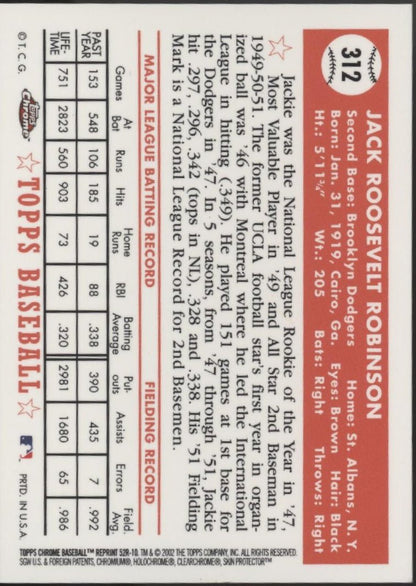 312
JACK ROOSEVELT ROBINSON
Second Base: Brooklyn Dodgers Home: St. Albans, N. Y.
Born: Jan. 31, 1919, Cairo, Ga. Eyes: Brown Hair: Black
Ht.: 5'11¾" Wt.: 205 Bats: Right Throws: Right
Jackie was the National League Rookie of the Year in '47,
Most Valuable Player in '49 and All Star 2nd Baseman in
1949-50-51. The former UCLA football star's first year in organ-
ized ball was '46 with Montreal where he led the International
League in hitting (.349). He played 151 games at 1st base for
the Dodgers in '47. In 5 seasons, from '47 through '51, Jackie
hit .297, .296, .342 (tops in NL), .328 and .338. His '51 Fielding
Mark is a National League Record for 2nd Basemen.
MAJOR LEAGUE BATTING RECORD FIELDING RECORD
Games At Bat Runs Hits Home Runs RBI Batting Average Put-outs Assists Errors Field. Avg.
PAST YEAR 153 548 106 185 19 88 .338 390 435 7 .992
LIFE-TIME 751 2823 560 903 73 426 .320 2981 1680 65 .986
© T. C. G. Topps Chrome TOPPS BASEBALL PRTD. IN U.S.A.
TOPPS CHROME BASEBALL™ REPRINT 52R-10. TM & © 2002 THE TOPPS COMPANY, INC. ALL RIGHTS RESERVED.
SGW U.S. & FOREIGN PATENTS, CHROMIUM®, HOLOCHROME®, CLEARCHROME®, SKIN PROTECTOR™